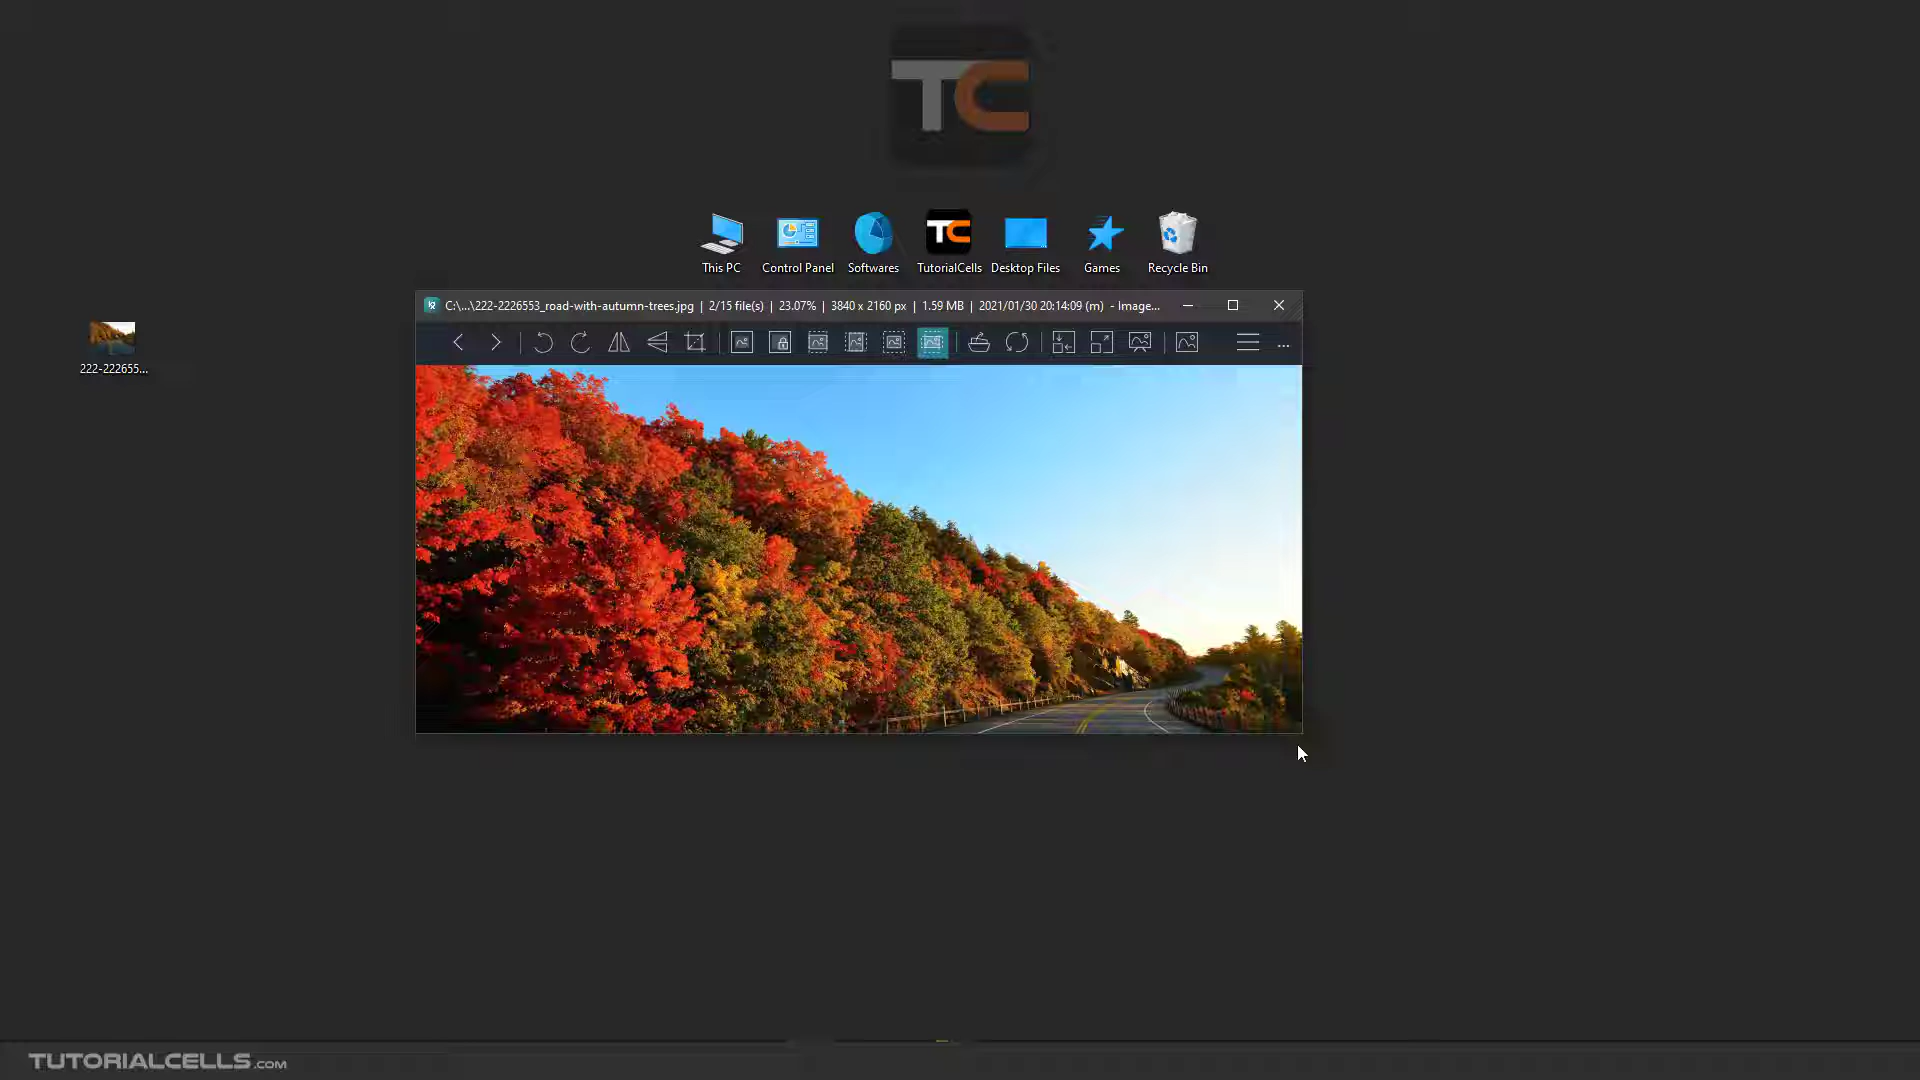 TC
This PC
Control Panel
Softwares
TC
TutorialCells
Desktop Files
Games
Recycle Bin
C:\...\222-2226553_road-with-autumn-trees.jpg | 2/15 file(s) | 23.07% | 3840 x 2160 px | 1.59 MB | 2021/01/30 20:14:09 (m) - Image...
222-222655...
TUTORIALCELLS.COM